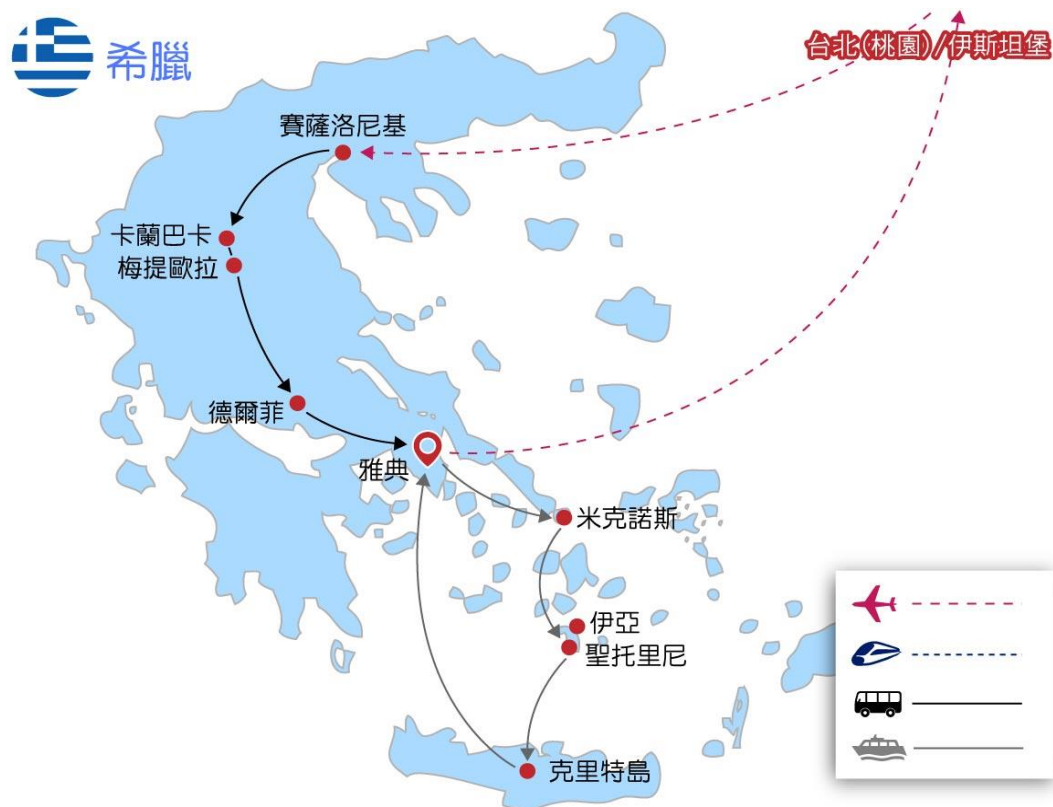 希臘
台北(桃園)/伊斯坦堡
賽薩洛尼基
卡蘭巴卡
梅提歐拉
德爾菲
雅典
米克諾斯
伊亞
聖托里尼
克里特島